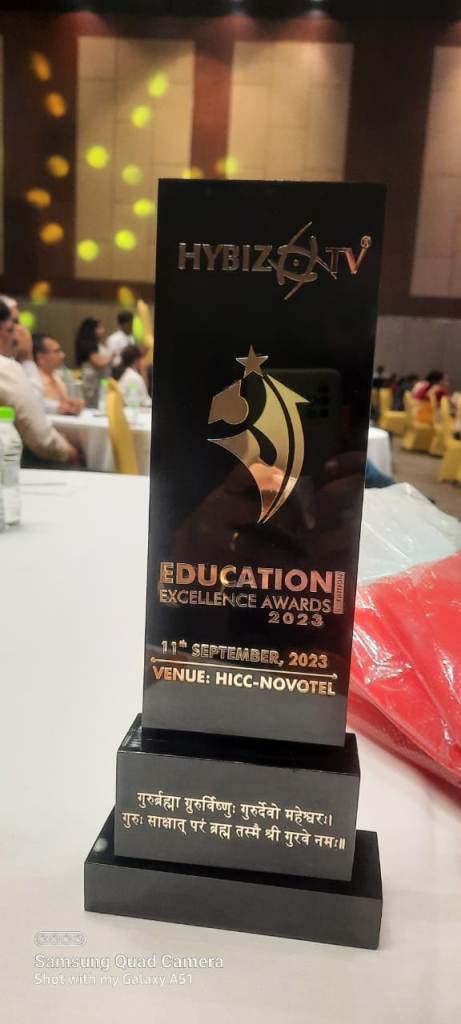 HYBIZ TV®
EDUCATION
EXCELLENCE AWARDS
2023
11th SEPTEMBER, 2023
VENUE: HICC-NOVOTEL
गुरुर्ब्रह्मा गुरुर्विष्णुः गुरुर्देवो महेश्वरः।
गुरुः साक्षात् परं ब्रह्म तस्मै श्री गुरवे नमः॥
Samsung Quad Camera
Shot with my Galaxy A51